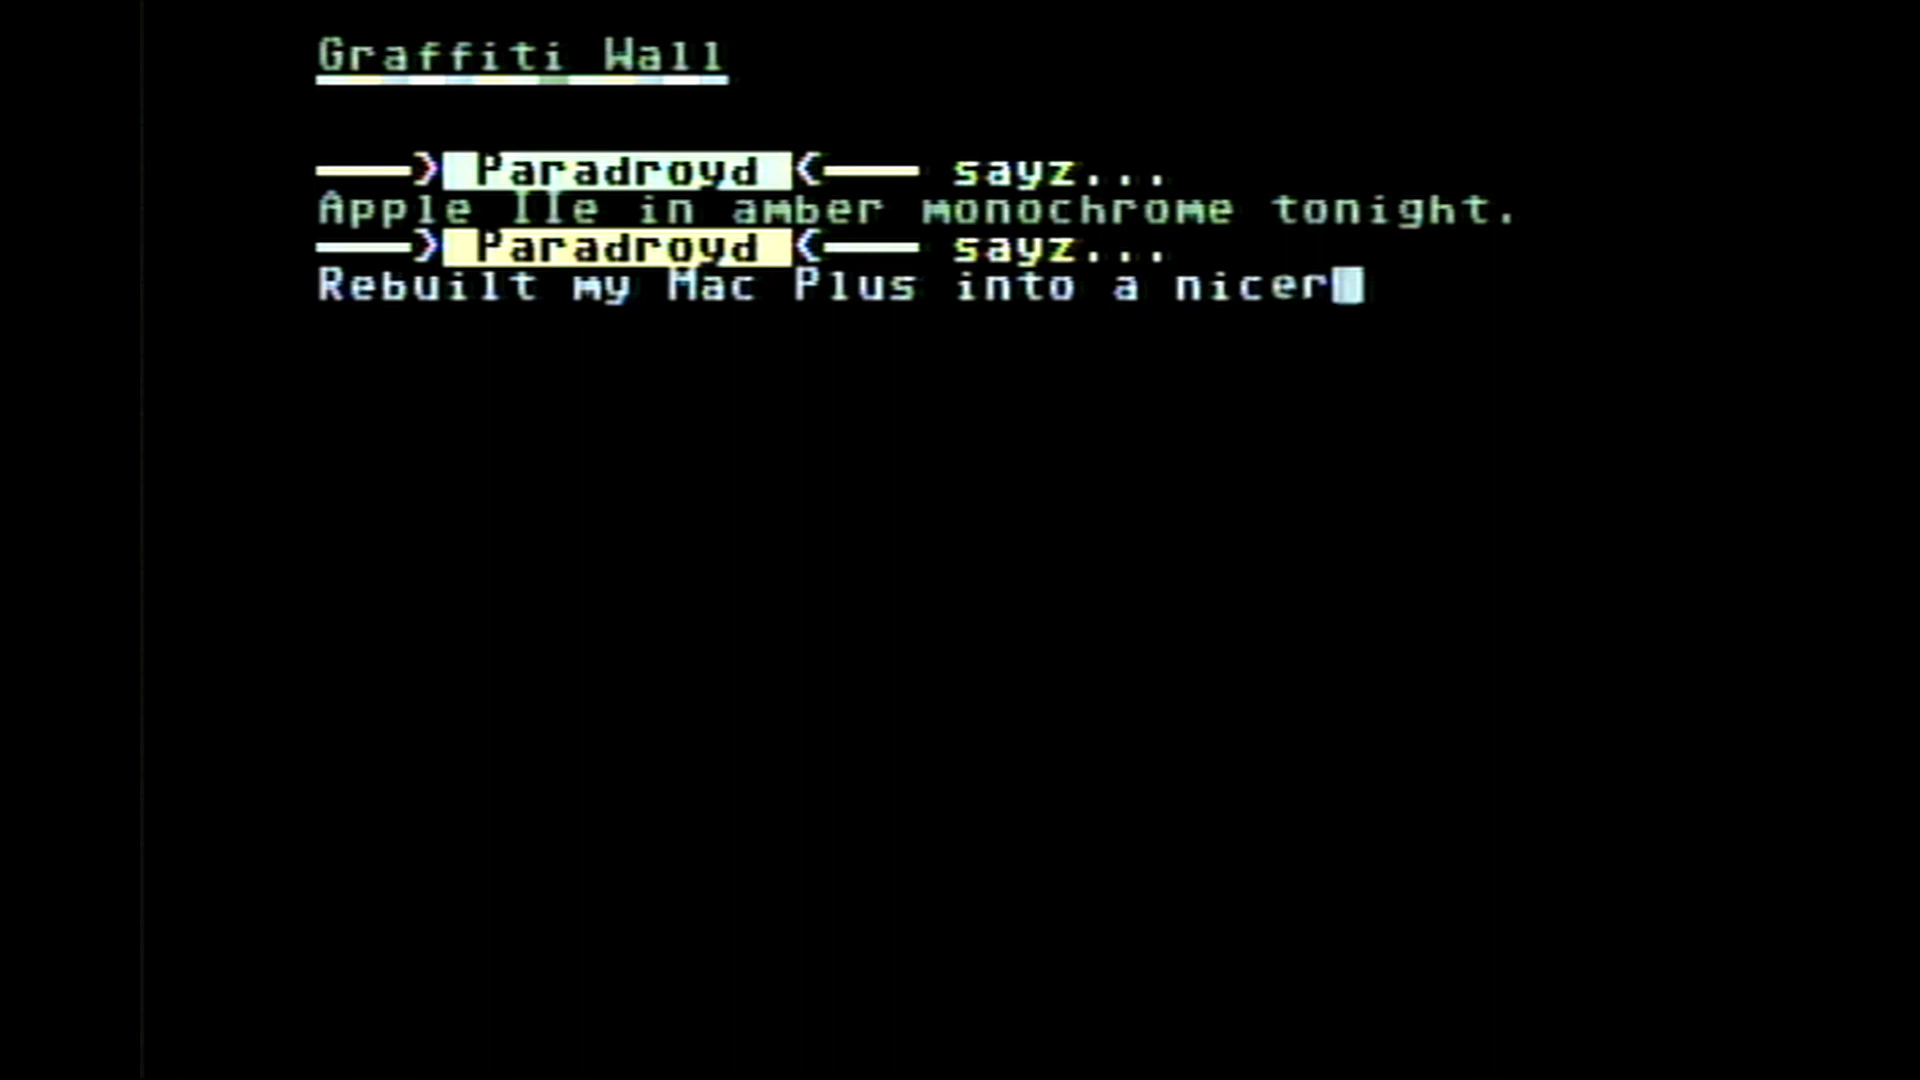 Graffiti Wall
———> Paradroyd <——— sayz...
Apple IIe in amber monochrome tonight.
———> Paradroyd <——— sayz...
Rebuilt my Mac Plus into a nicer